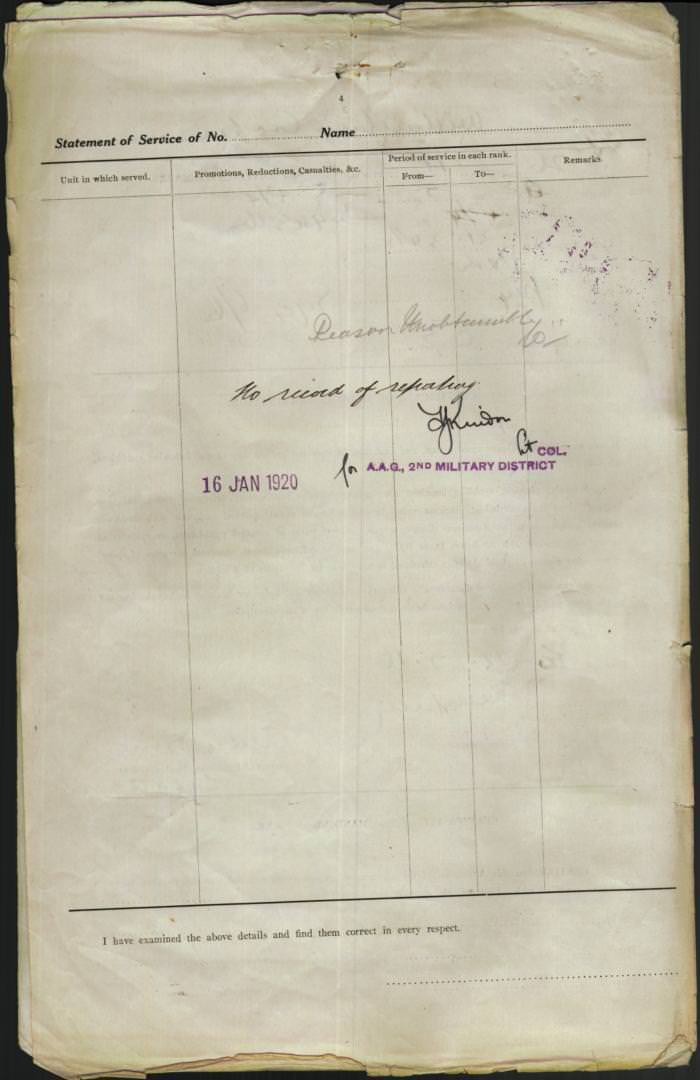 4
Statement of Service of No. Name
Unit in which served.
Promotions, Reductions, Casualties, &c.
Period of service in each rank.
From—
To—
Remarks
Reason Unobtainable
No record of reporting
Lt COL.
for A.A.G., 2ND MILITARY DISTRICT
16 JAN 1920
I have examined the above details and find them correct in every respect.